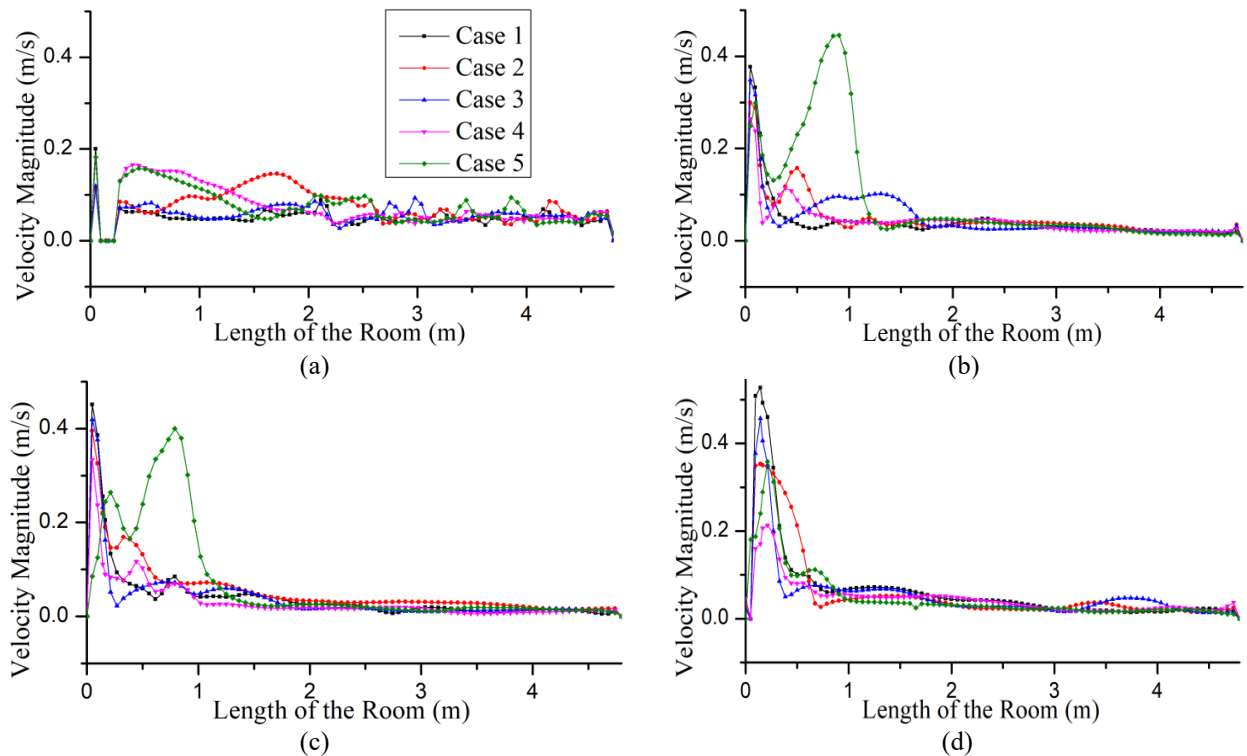 Velocity Magnitude (m/s)
0.4
0.2
0.0
0
1
2
3
4
Length of the Room (m)
(a)
Case 1
Case 2
Case 3
Case 4
Case 5
Velocity Magnitude (m/s)
0.4
0.2
0.0
0
1
2
3
4
Length of the Room (m)
(b)
Velocity Magnitude (m/s)
0.4
0.2
0.0
0
1
2
3
4
Length of the Room (m)
(c)
Velocity Magnitude (m/s)
0.4
0.2
0.0
0
1
2
3
4
Length of the Room (m)
(d)